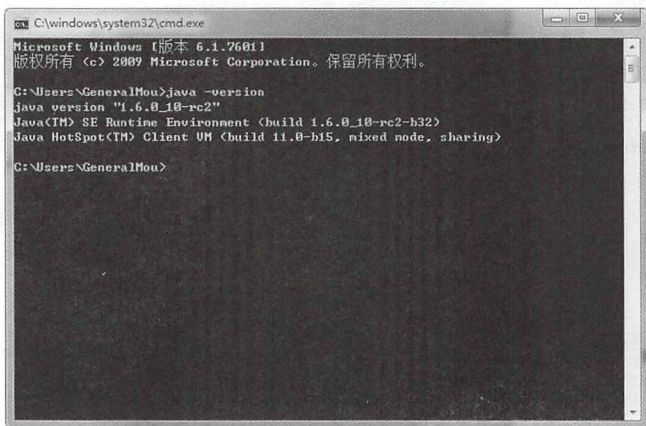 C:\windows\system32\cmd.exe
Microsoft Windows [版本 6.1.7601]
版权所有 (c) 2009 Microsoft Corporation。保留所有权利。
C:\Users\GeneralMou>java -version
java version "1.6.0_10-rc2"
Java(TM) SE Runtime Environment (build 1.6.0_10-rc2-b32)
Java HotSpot(TM) Client VM (build 11.0-b15, mixed mode, sharing)
C:\Users\GeneralMou>